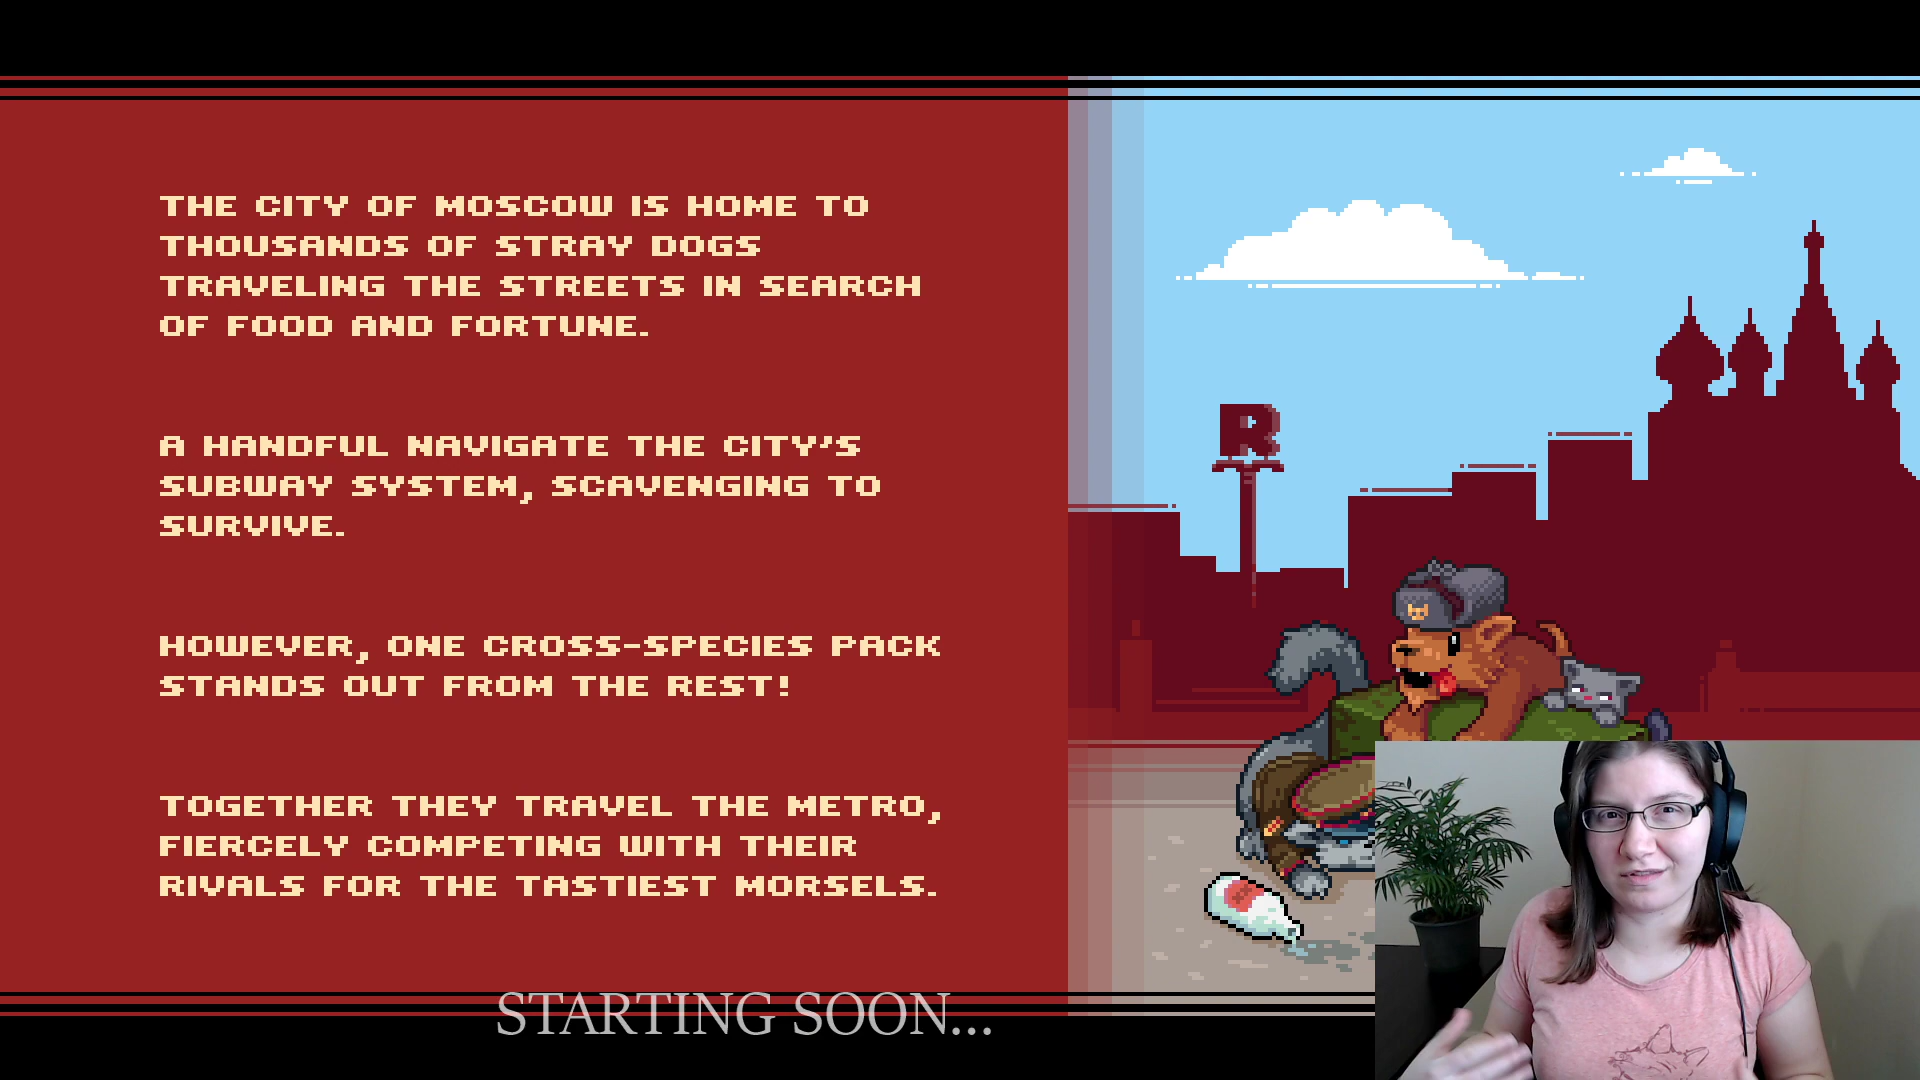 THE CITY OF MOSCOW IS HOME TO
THOUSANDS OF STRAY DOGS
TRAVELING THE STREETS IN SEARCH
OF FOOD AND FORTUNE.
A HANDFUL NAVIGATE THE CITY'S
SUBWAY SYSTEM, SCAVENGING TO
SURVIVE.
HOWEVER, ONE CROSS-SPECIES PACK
STANDS OUT FROM THE REST!
TOGETHER THEY TRAVEL THE METRO,
FIERCELY COMPETING WITH THEIR
RIVALS FOR THE TASTIEST MORSELS.
R
STARTING SOON...